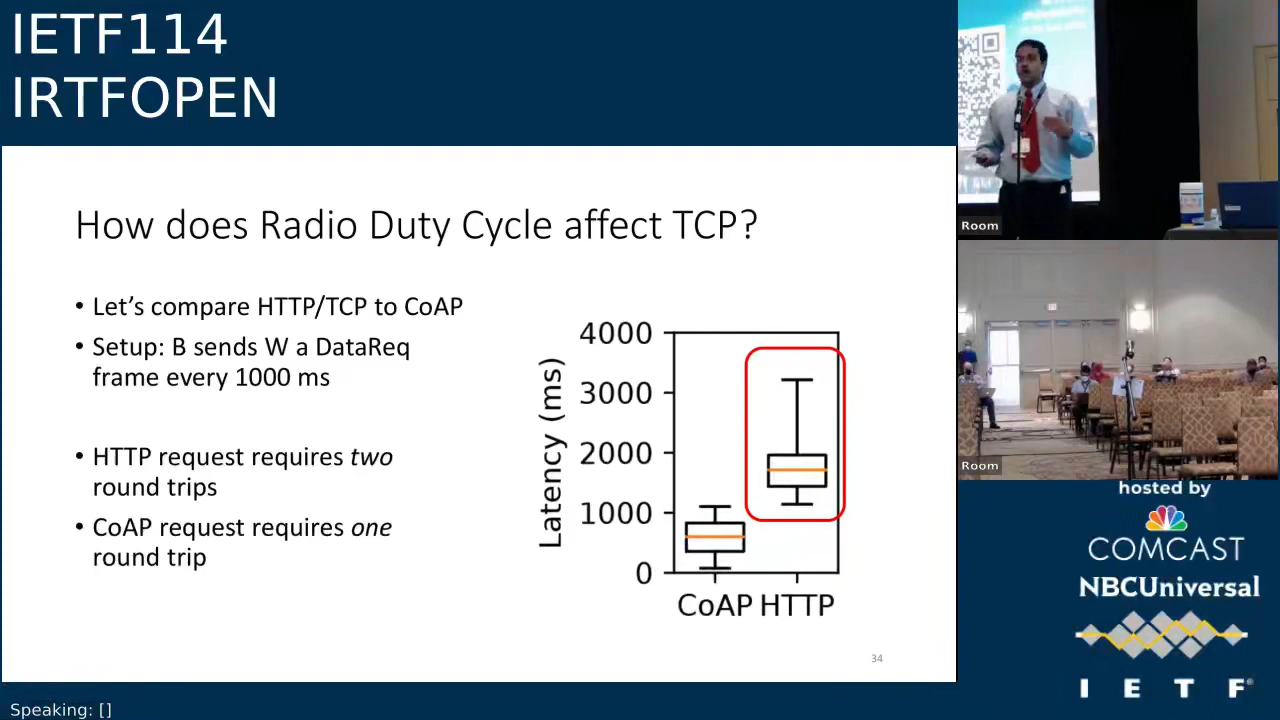 IETF114
IRTFOPEN
How does Radio Duty Cycle affect TCP?
• Let's compare HTTP/TCP to CoAP
• Setup: B sends W a DataReq
frame every 1000 ms
• HTTP request requires two
round trips
• CoAP request requires one
round trip
Latency (ms)
4000
3000
2000
1000
0
CoAP HTTP
34
Room
Room
hosted by
COMCAST
NBCUniversal
I E T F®
Speaking: []